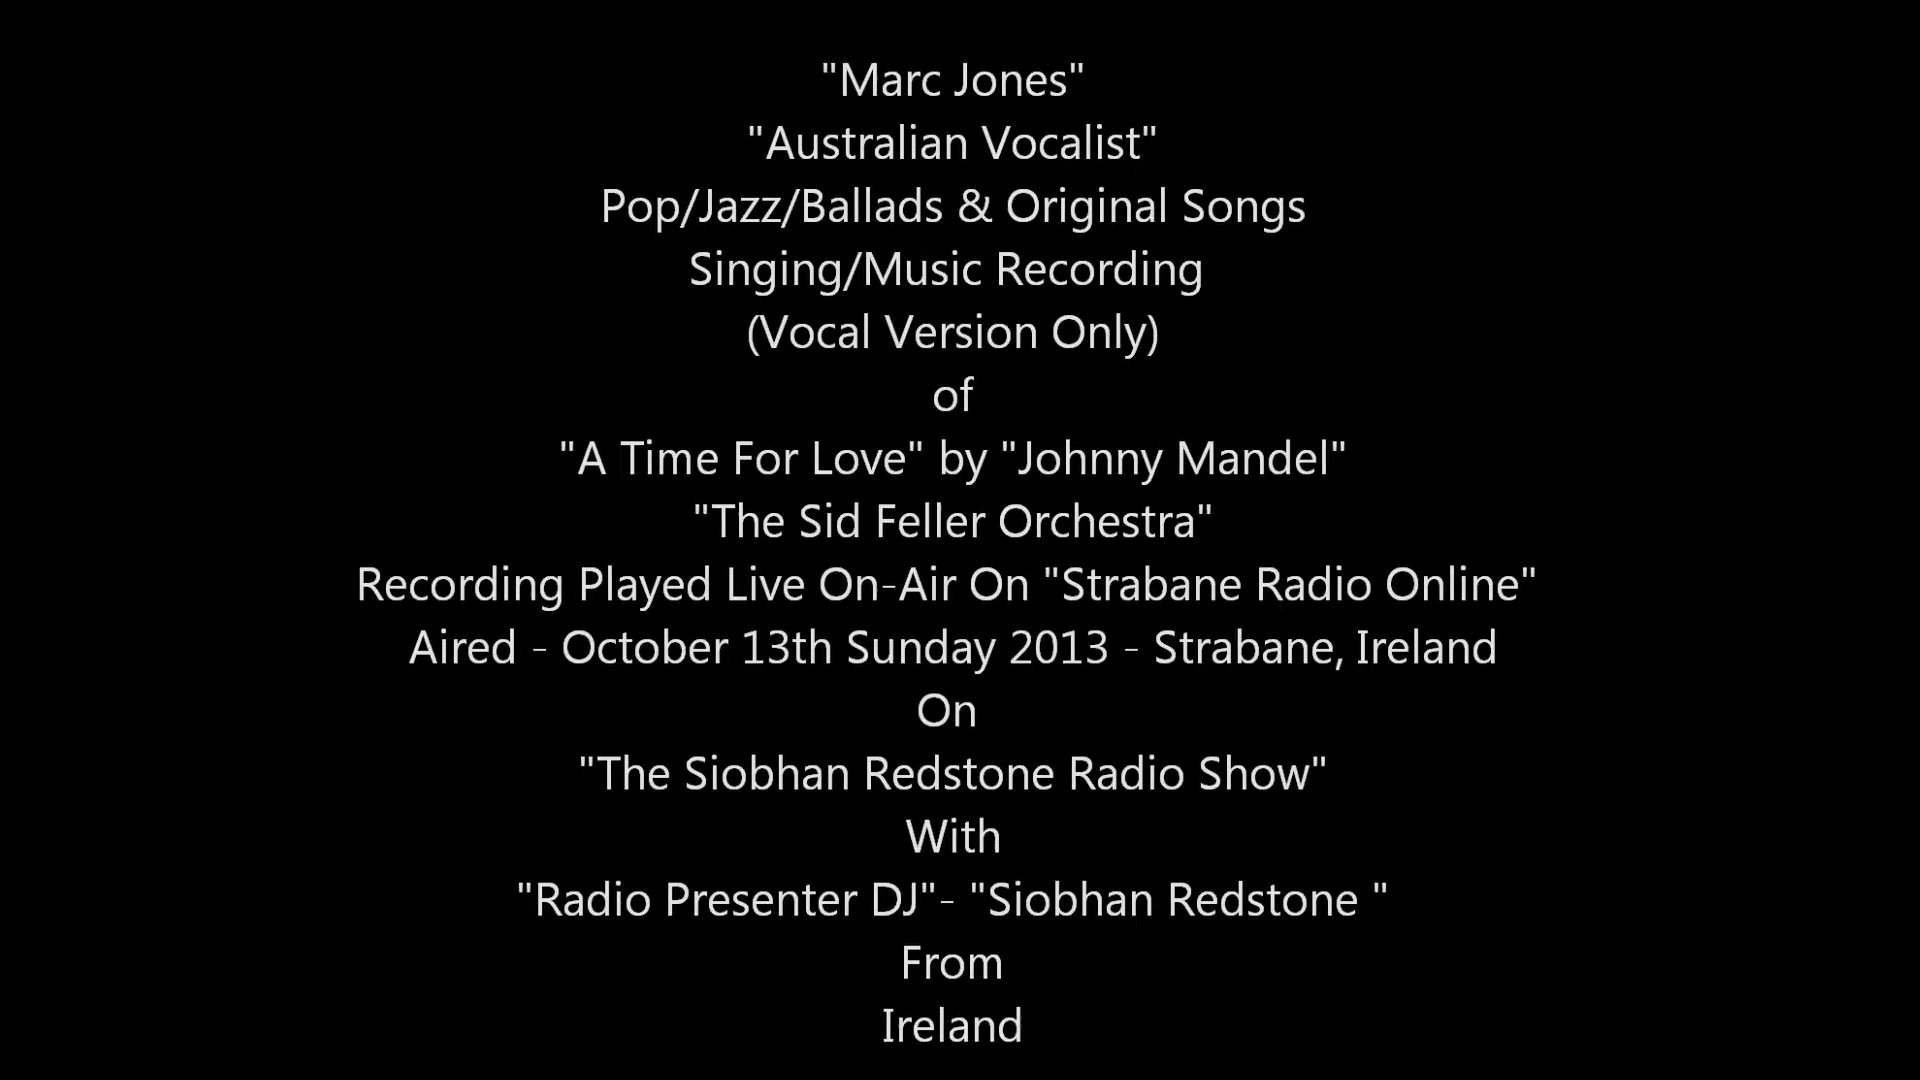 "Marc Jones"
"Australian Vocalist"
Pop/Jazz/Ballads & Original Songs
Singing/Music Recording
(Vocal Version Only)
of
"A Time For Love" by "Johnny Mandel"
"The Sid Feller Orchestra"
Recording Played Live On-Air On "Strabane Radio Online"
Aired - October 13th Sunday 2013 - Strabane, Ireland
On
"The Siobhan Redstone Radio Show"
With
"Radio Presenter DJ"- "Siobhan Redstone "
From
Ireland